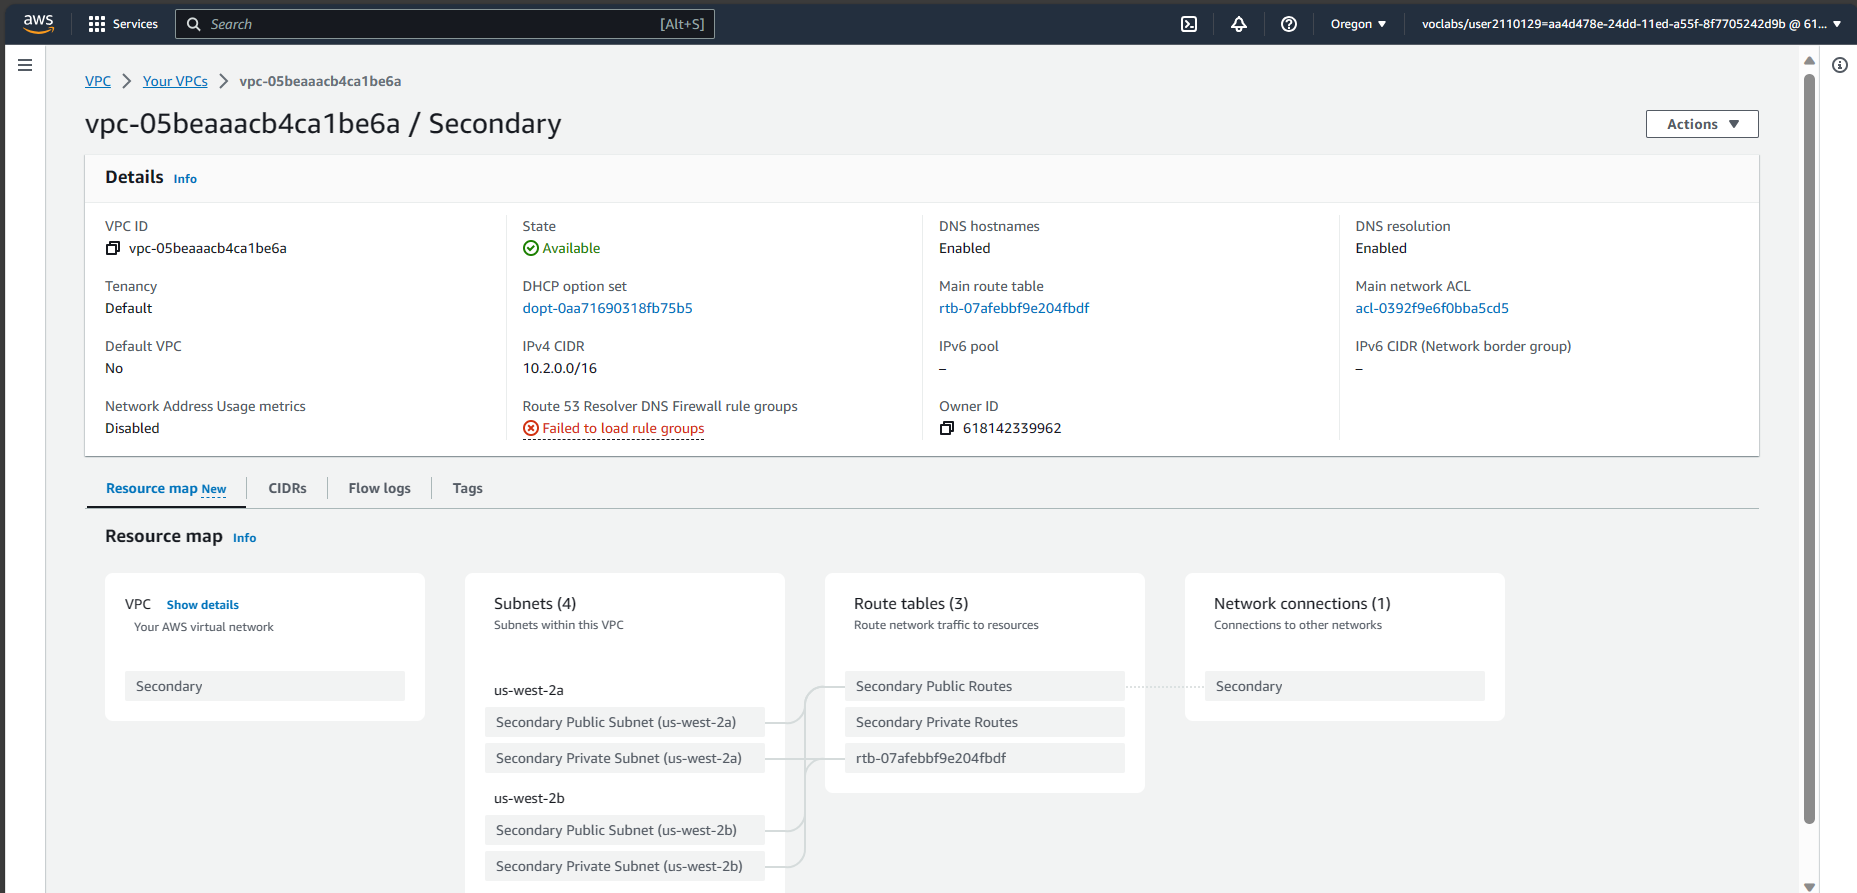 aws
Services
Search [Alt+S]
Oregon
voclabs/user2110129=aa4d478e-24dd-11ed-a55f-8f7705242d9b @ 61...
VPC > Your VPCs > vpc-05beaaacb4ca1be6a
vpc-05beaaacb4ca1be6a / Secondary
Actions
Details Info
VPC ID
vpc-05beaaacb4ca1be6a
State
Available
DNS hostnames
Enabled
DNS resolution
Enabled
Tenancy
Default
DHCP option set
dopt-0aa71690318fb75b5
Main route table
rtb-07afebbf9e204fbdf
Main network ACL
acl-0392f9e6f0bba5cd5
Default VPC
No
IPv4 CIDR
10.2.0.0/16
IPv6 pool
–
IPv6 CIDR (Network border group)
–
Network Address Usage metrics
Disabled
Route 53 Resolver DNS Firewall rule groups
Failed to load rule groups
Owner ID
618142339962
Resource map New
CIDRs
Flow logs
Tags
Resource map Info
VPC Show details
Your AWS virtual network
Secondary
Subnets (4)
Subnets within this VPC
us-west-2a
Secondary Public Subnet (us-west-2a)
Secondary Private Subnet (us-west-2a)
us-west-2b
Secondary Public Subnet (us-west-2b)
Secondary Private Subnet (us-west-2b)
Route tables (3)
Route network traffic to resources
Secondary Public Routes
Secondary Private Routes
rtb-07afebbf9e204fbdf
Network connections (1)
Connections to other networks
Secondary